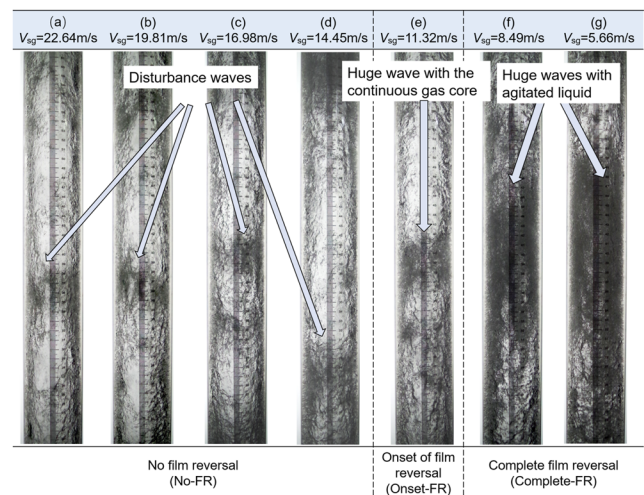 (a) (b) (c) (d) (e) (f) (g)
Vsg=22.64m/s Vsg=19.81m/s Vsg=16.98m/s Vsg=14.45m/s Vsg=11.32m/s Vsg=8.49m/s Vsg=5.66m/s
Disturbance waves
Huge wave with the
continuous gas core
Huge waves with
agitated liquid
No film reversal
(No-FR)
Onset of film
reversal
(Onset-FR)
Complete film reversal
(Complete-FR)